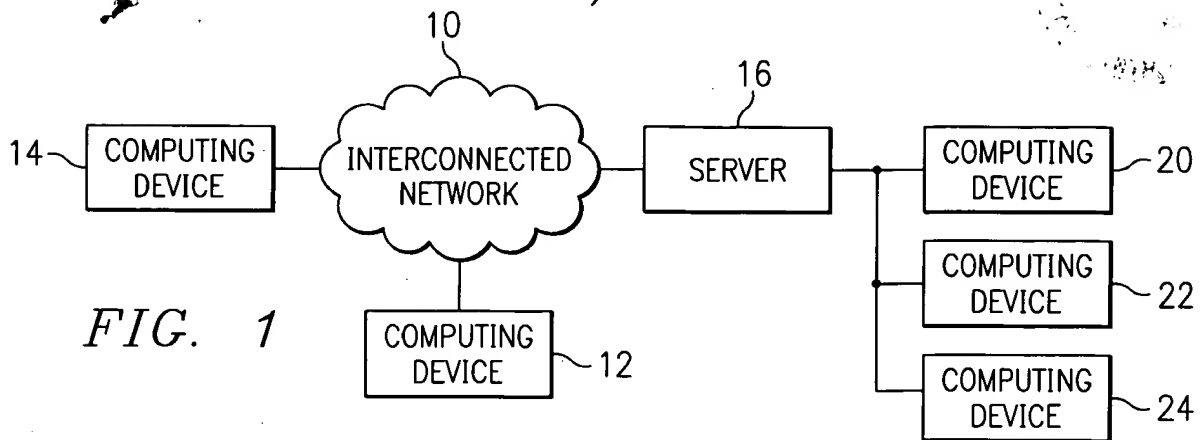 10
16
14
COMPUTING
DEVICE
INTERCONNECTED
NETWORK
SERVER
COMPUTING
DEVICE
20
COMPUTING
DEVICE
22
FIG. 1
COMPUTING
DEVICE
12
COMPUTING
DEVICE
24